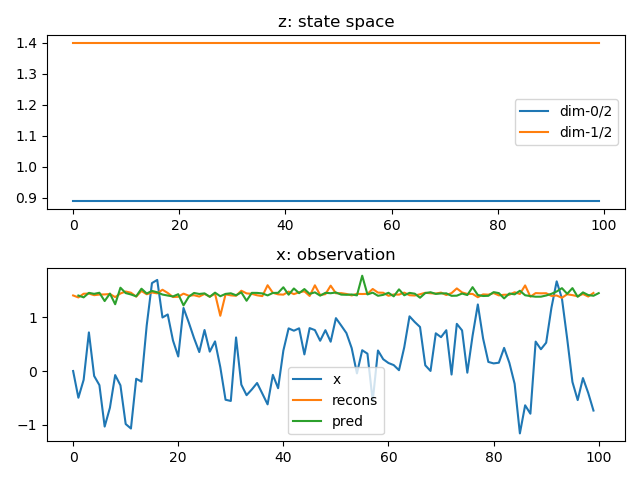 z: state space
1.4
1.3
1.2
1.1
1.0
0.9
dim-0/2
dim-1/2
0 20 40 60 80 100
x: observation
1
0
−1
x
recons
pred
0 20 40 60 80 100